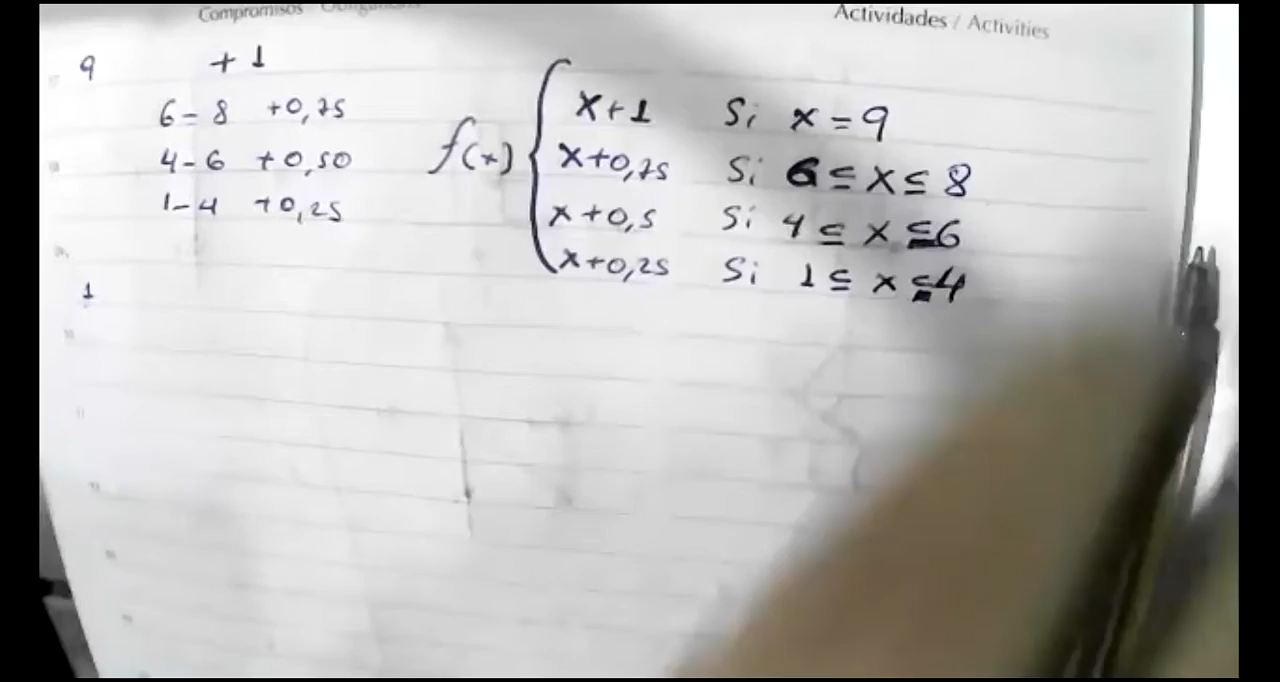 Compromisos
Actividades / Activities
9 + 1
6 - 8 +0,75
4 - 6 +0,50
1 - 4 +0,25
1
f(x) {
x+1 Si x = 9
x+0,75 Si 6 ≤ x ≤ 8
x+0,5 Si 4 ≤ x ≤ 6
x+0,25 Si 1 ≤ x ≤ 4